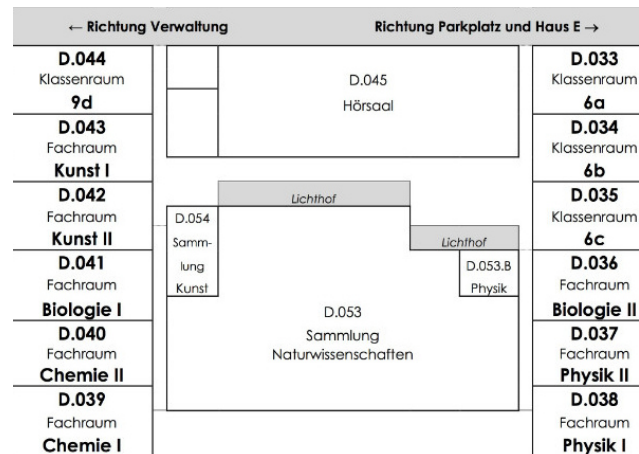 ← Richtung Verwaltung
Richtung Parkplatz und Haus E →
D.044
Klassenraum
9d
D.043
Fachraum
Kunst I
D.042
Fachraum
Kunst II
D.041
Fachraum
Biologie I
D.040
Fachraum
Chemie II
D.039
Fachraum
Chemie I
D.045
Hörsaal
Lichthof
Lichthof
D.054
Samm-
lung
Kunst
D.053.B
Physik
D.053
Sammlung
Naturwissenschaften
D.033
Klassenraum
6a
D.034
Klassenraum
6b
D.035
Klassenraum
6c
D.036
Fachraum
Biologie II
D.037
Fachraum
Physik II
D.038
Fachraum
Physik I